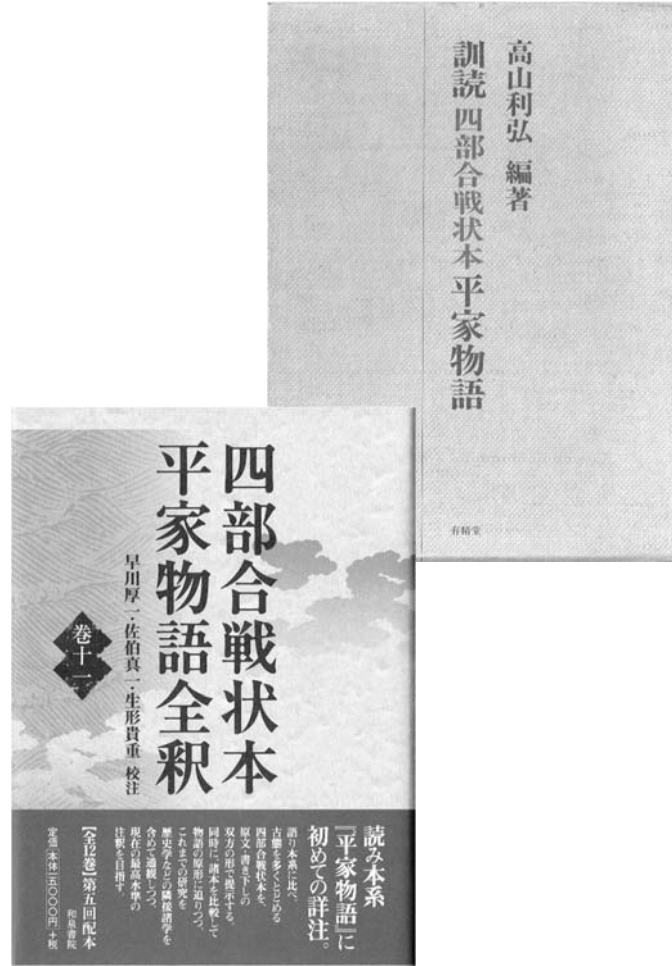 高山利弘 編著
訓読 四部合戦状本 平家物語
有精堂
四部合戦状本
平家物語全釈
早川厚一・佐伯真一・生形貴重 校注
巻十一
読み本系
『平家物語』に
初めての詳注。
語り本系に比べ、
古態を多くとどめる
四部合戦状本を、
原文・書き下しの
双方の形で提示する。
同時に、諸本を比較して
物語の原形に迫りつつ、
これまでの研究を
歴史学などの隣接諸学を
含めて通観しつつ、
現在の最高水準の
注釈を目指す。
【全12巻】第五回配本
和泉書院
定価 本体一五〇〇〇円 +税